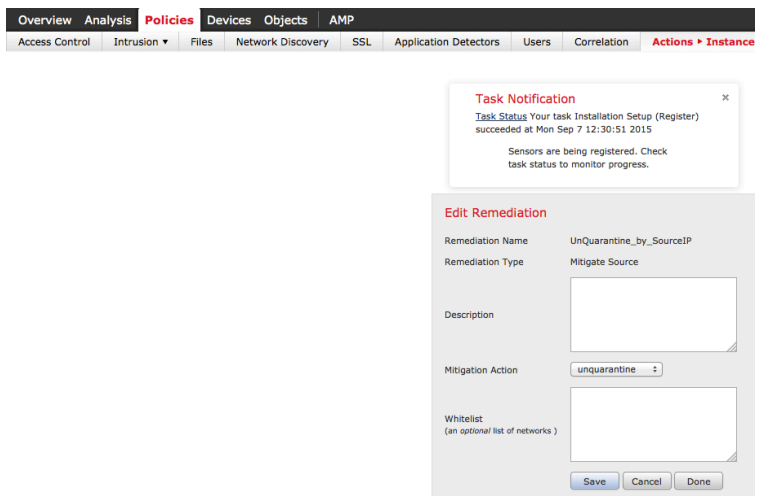 Overview Analysis Policies Devices Objects AMP
Access Control Intrusion ▾ Files Network Discovery SSL Application Detectors Users Correlation Actions ▸ Instance
Task Notification ×
Task Status Your task Installation Setup (Register)
succeeded at Mon Sep 7 12:30:51 2015
Sensors are being registered. Check
task status to monitor progress.
Edit Remediation
Remediation Name UnQuarantine_by_SourceIP
Remediation Type Mitigate Source
Description
Mitigation Action unquarantine
Whitelist
(an optional list of networks )
Save Cancel Done